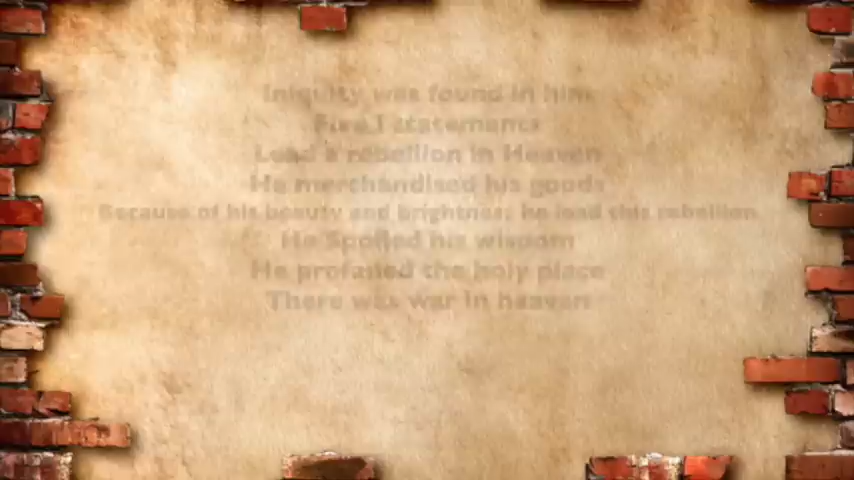 Iniquity was found in him
Five I statements
Lead a rebellion in Heaven
He merchandised his goods
Because of his beauty and brightness; he lead this rebellion
He Spoiled his wisdom
He profaned the holy place
There was war in heaven